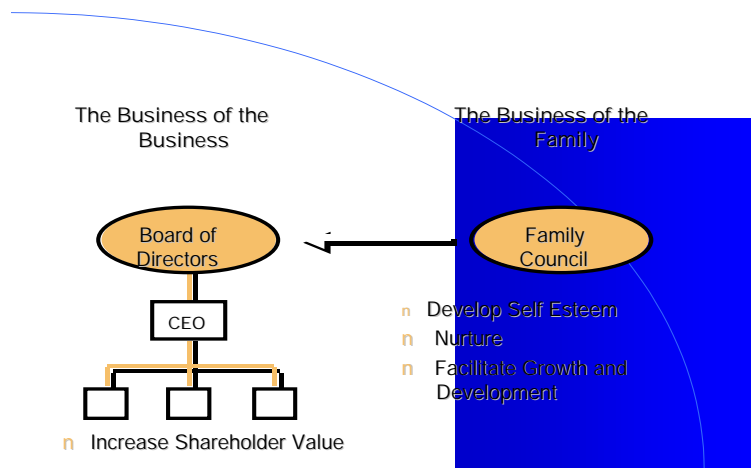 The Business of the
Business
The Business of the
Family
Board of
Directors
Family
Council
CEO
n Develop Self Esteem
n Nurture
n Facilitate Growth and
Development
n Increase Shareholder Value